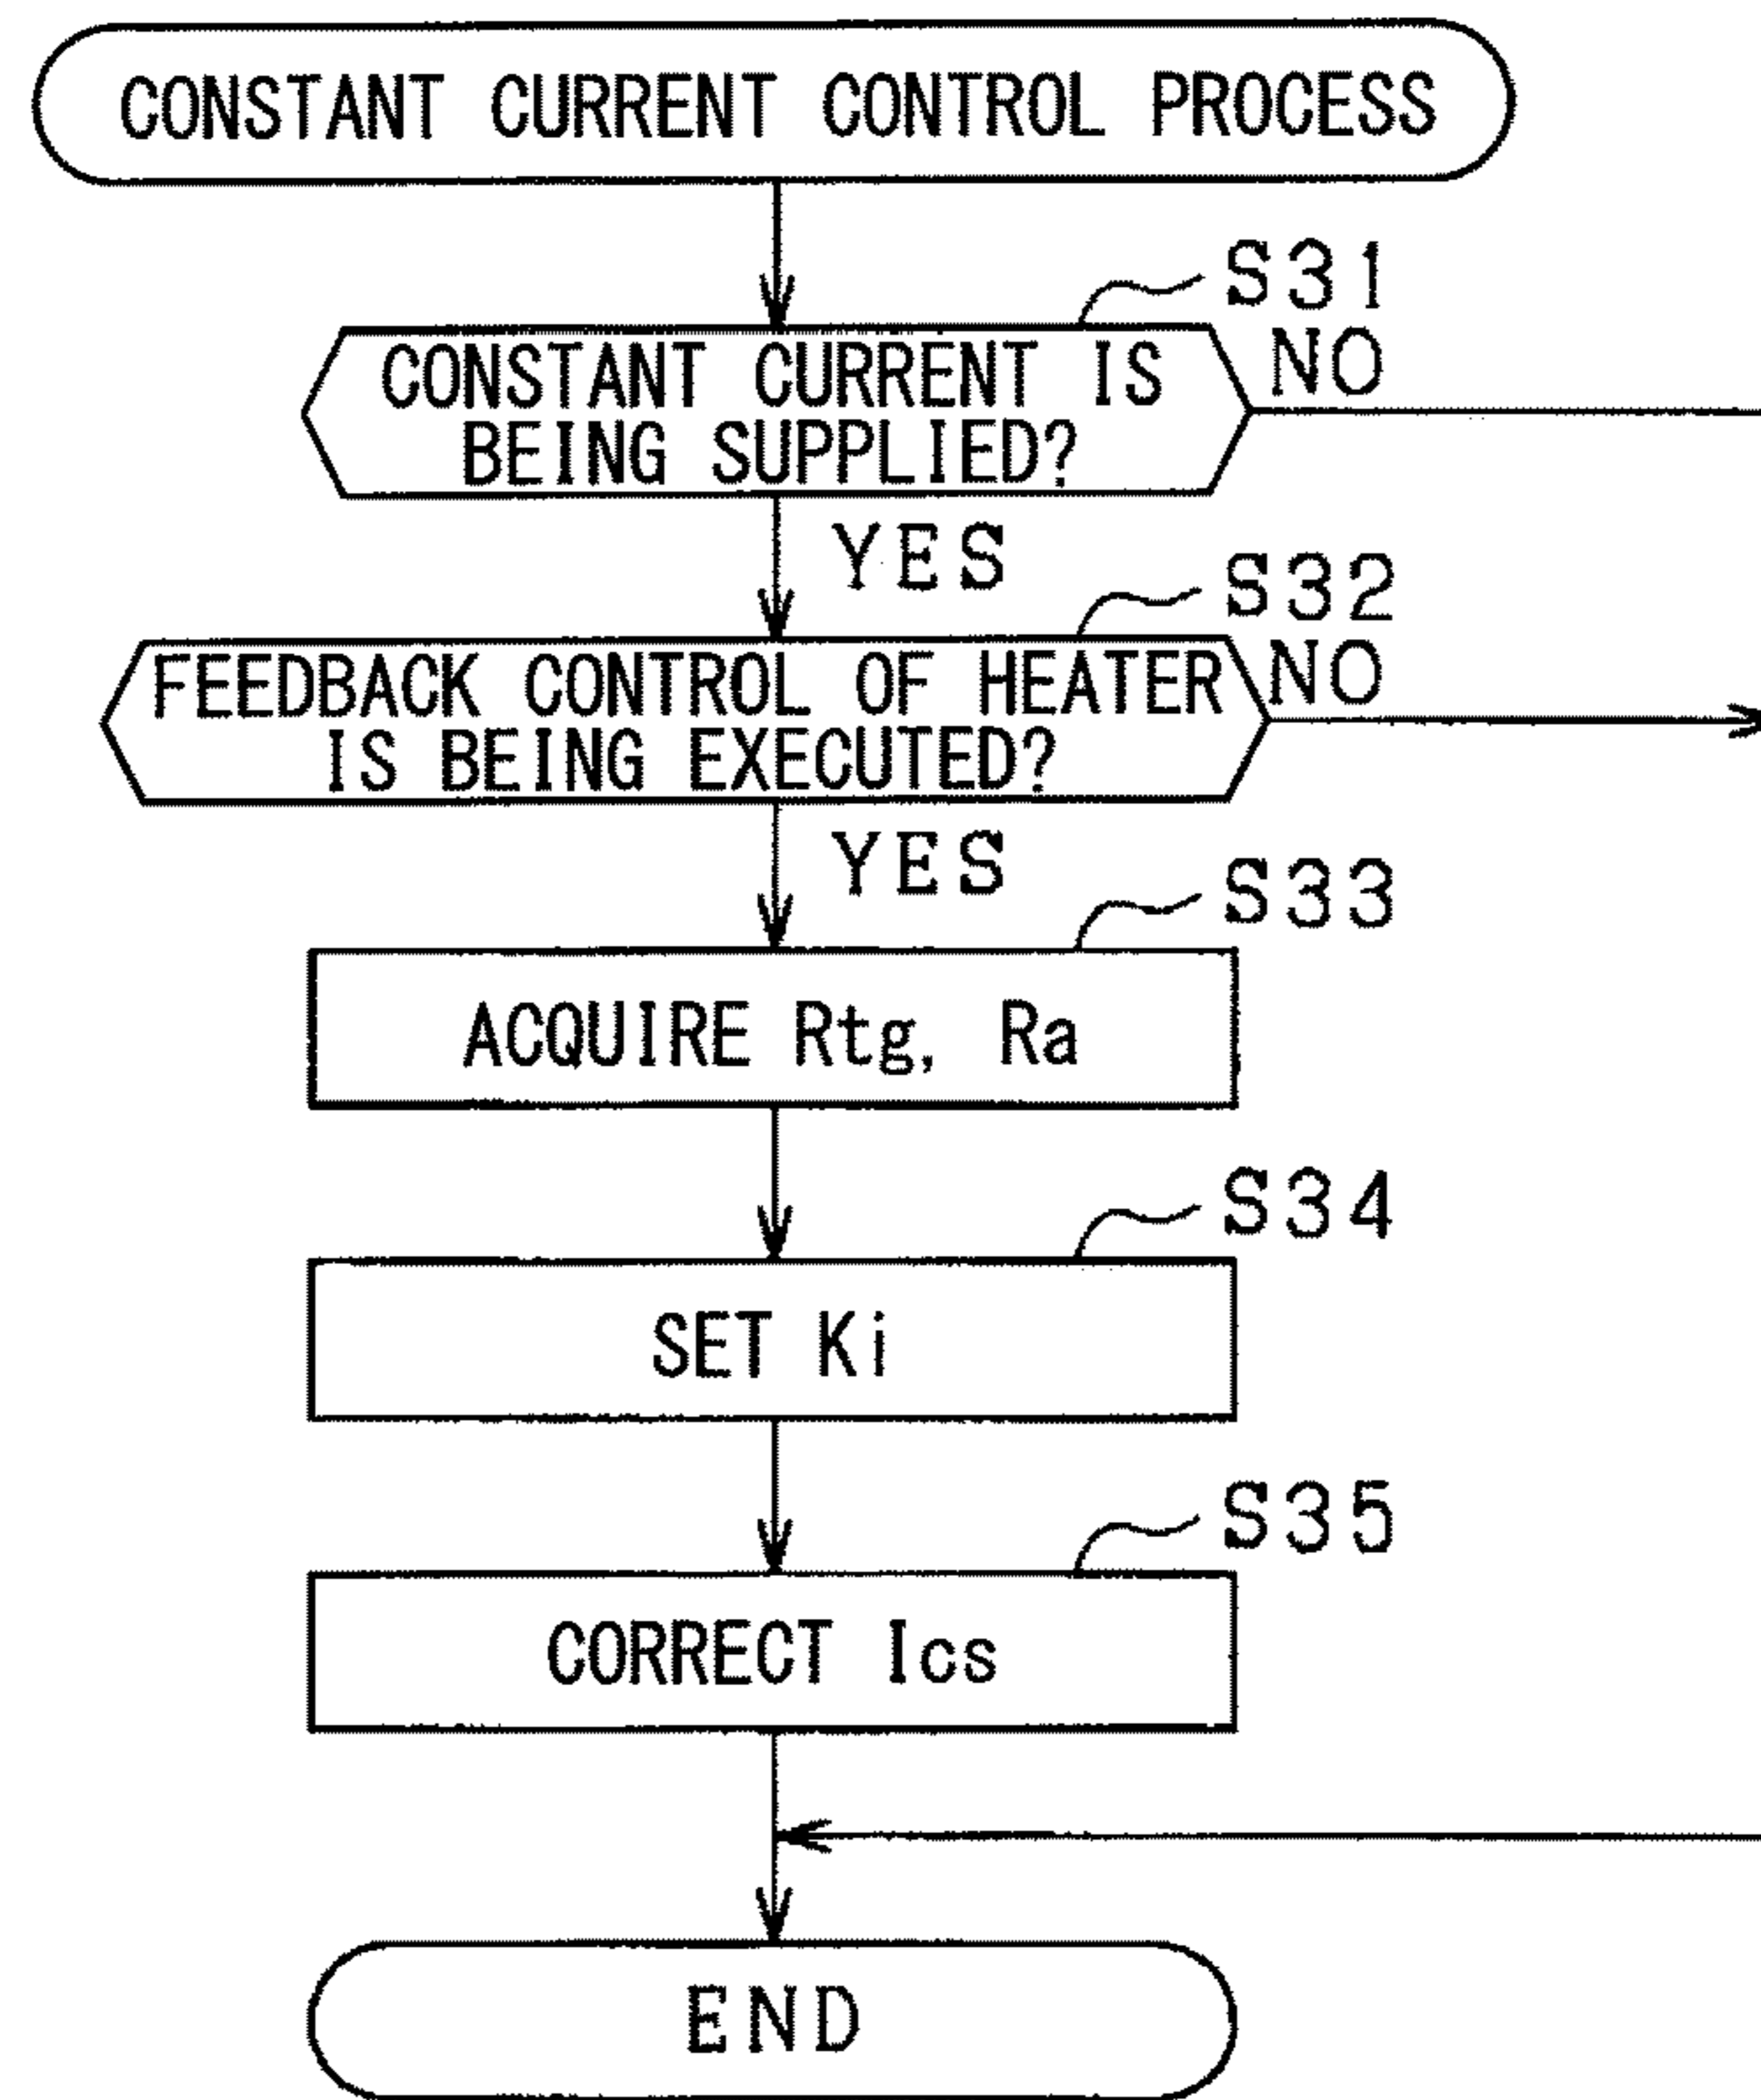 CONSTANT CURRENT CONTROL PROCESS
S31
CONSTANT CURRENT IS
BEING SUPPLIED?
NO
YES
S32
FEEDBACK CONTROL OF HEATER
IS BEING EXECUTED?
NO
YES
S33
ACQUIRE Rtg, Ra
S34
SET Ki
S35
CORRECT Ics
END